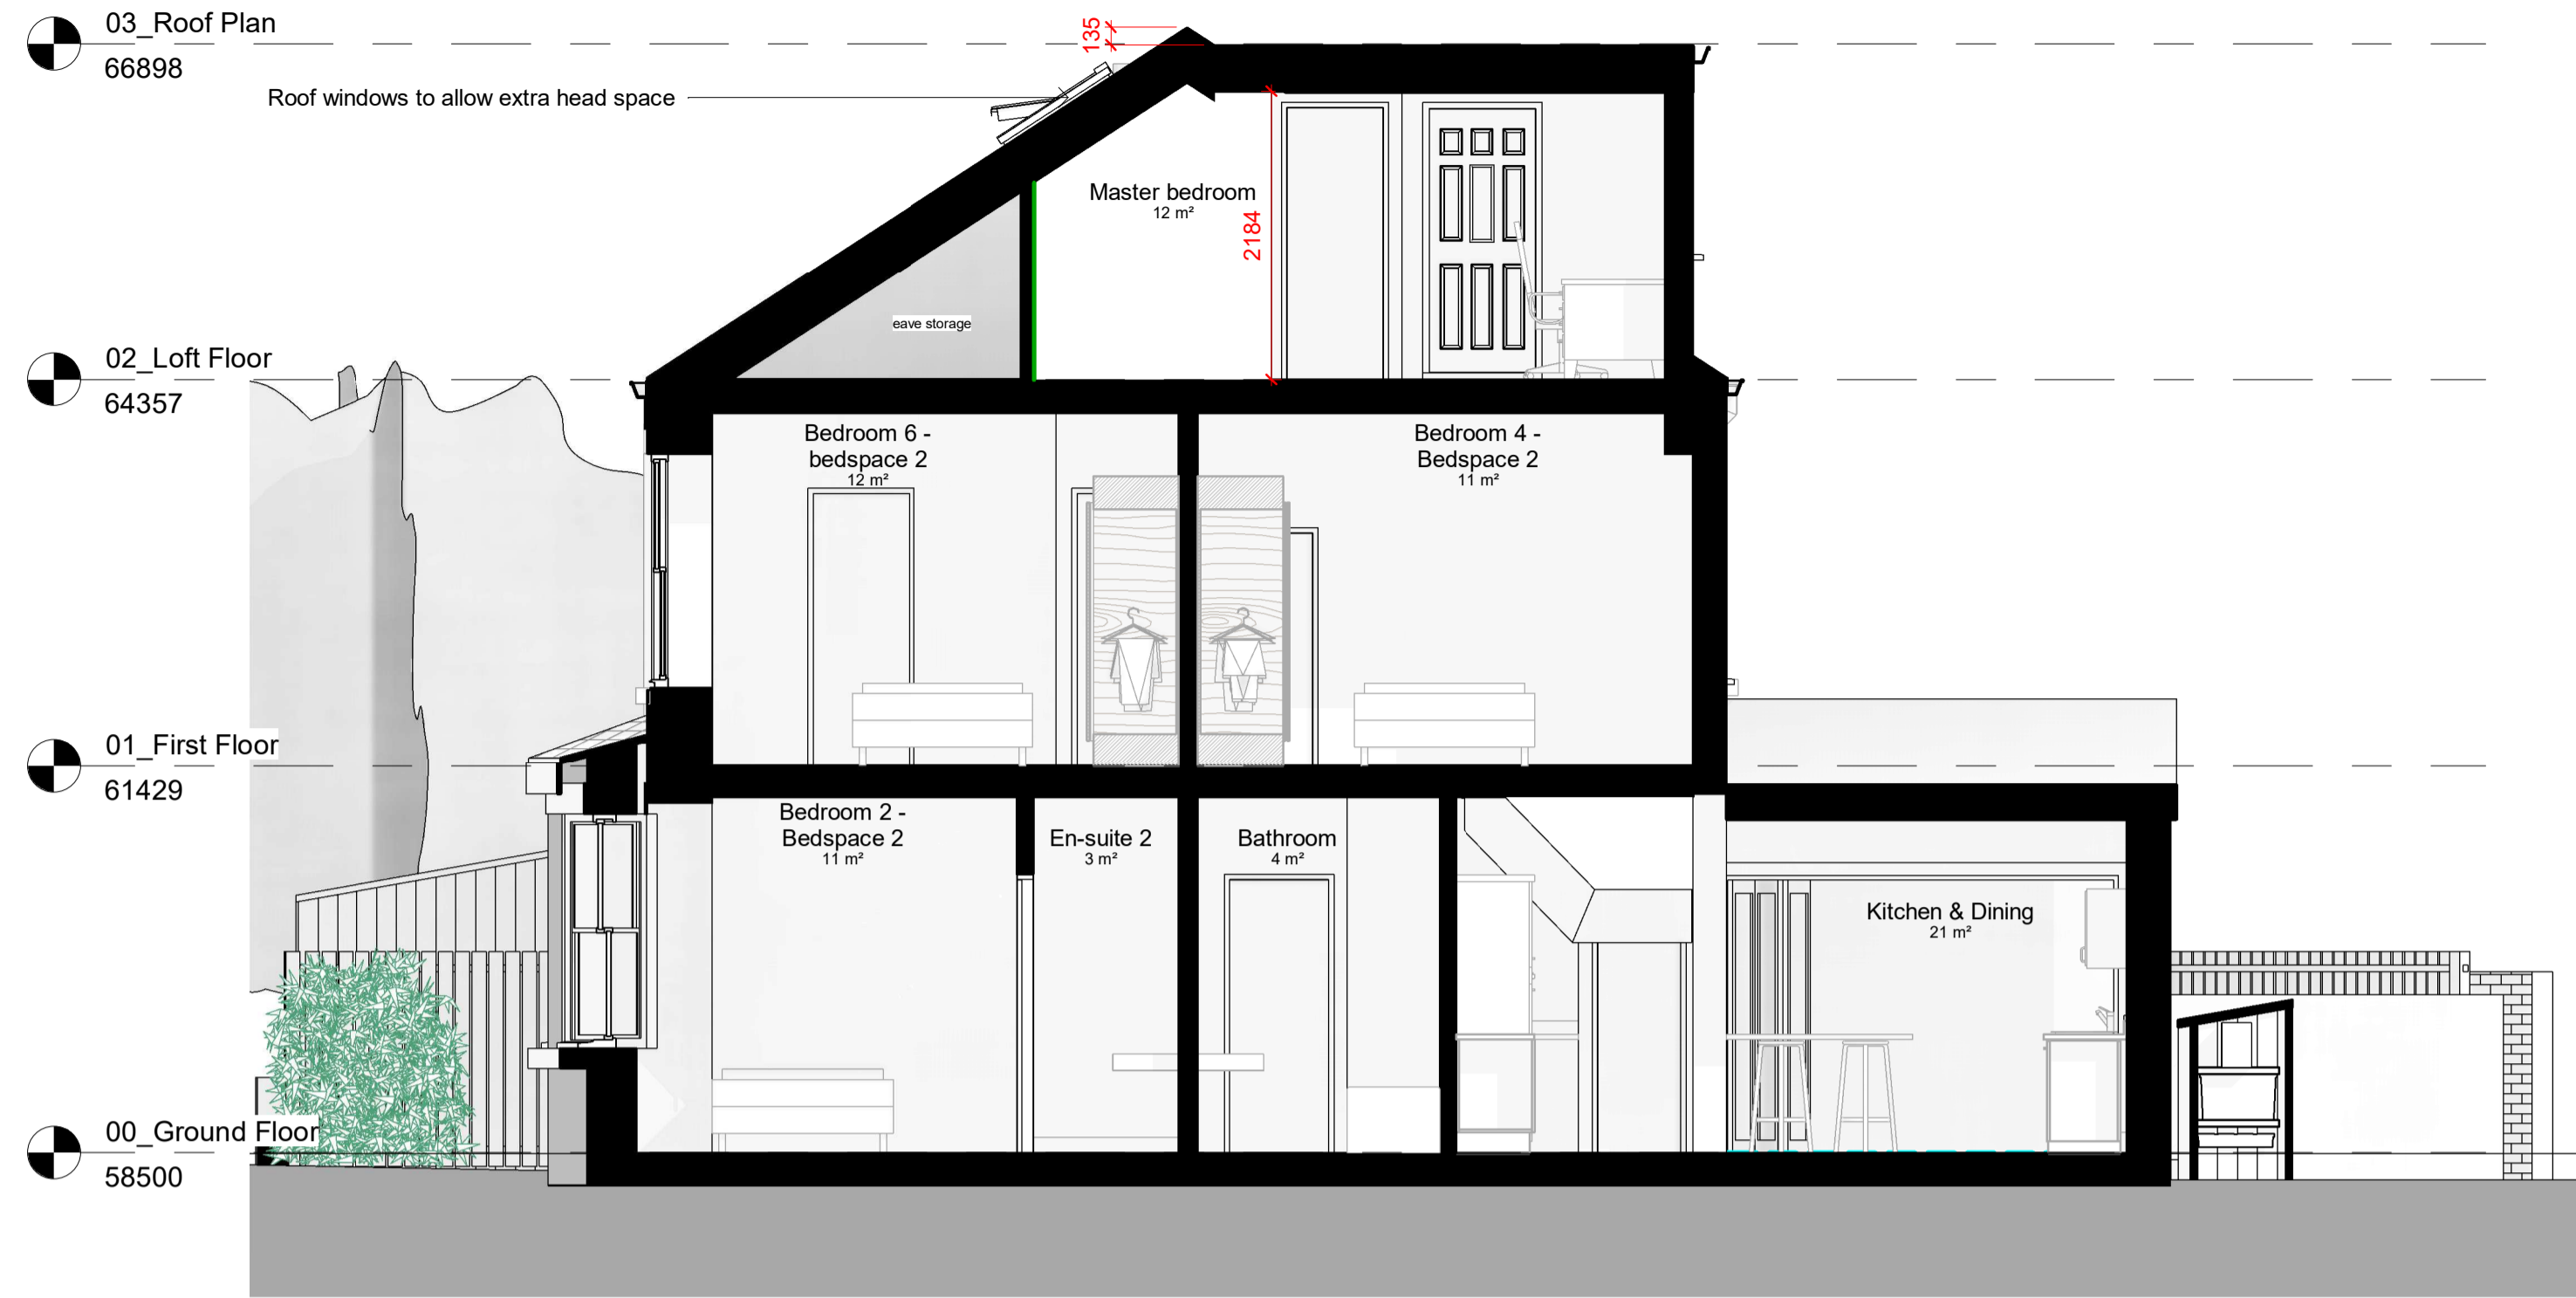 03_Roof Plan
66898
135
Roof windows to allow extra head space
Master bedroom
12 m²
2184
eave storage
02_Loft Floor
64357
Bedroom 6 -
bedspace 2
12 m²
Bedroom 4 -
Bedspace 2
11 m²
01_First Floor
61429
Bedroom 2 -
Bedspace 2
11 m²
En-suite 2
3 m²
Bathroom
4 m²
Kitchen & Dining
21 m²
00_Ground Floor
58500